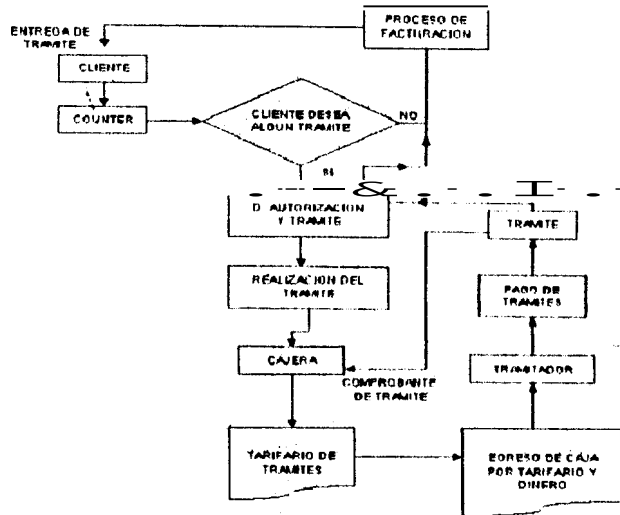 PROCESO DE
FACTURACION
ENTREGA DE
TRAMITE
CLIENTE
COUNTER
CLIENTE DESEA
ALGUN TRAMITE
NO
SI
D. AUTORIZACION
Y TRAMITE
TRAMITE
REALIZACION DEL
TRAMITE
PAGO DE
TRAMITES
CAJERA
COMPROBANTE
DE TRAMITE
TRAMITADOR
TARIFARIO DE
TRAMITES
EGRESO DE CAJA
POR TARIFARIO Y
DINERO